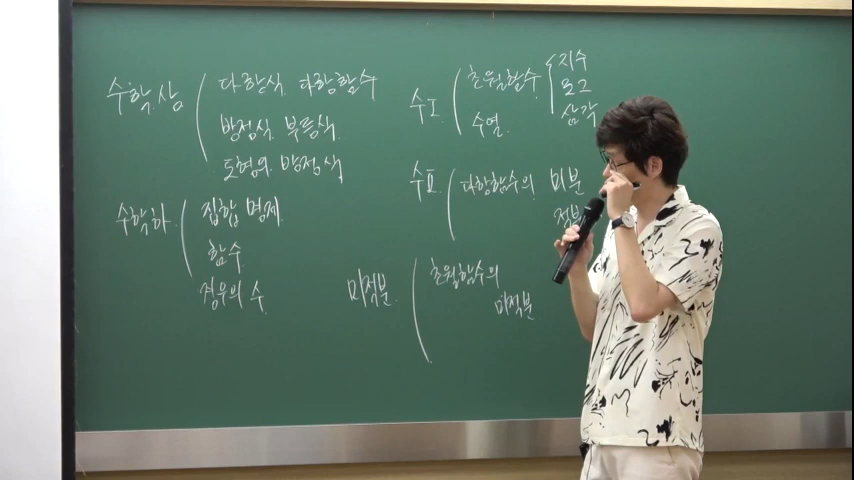 수학 상
다항식 다항함수
방정식 부등식
도형의 방정식
수학 하
집합 명제
함수
경우의 수
수Ⅰ
초월함수
지수
로그
삼각
수열
수Ⅱ
다항함수의 미분
적분
미적분
초월함수의
미적분